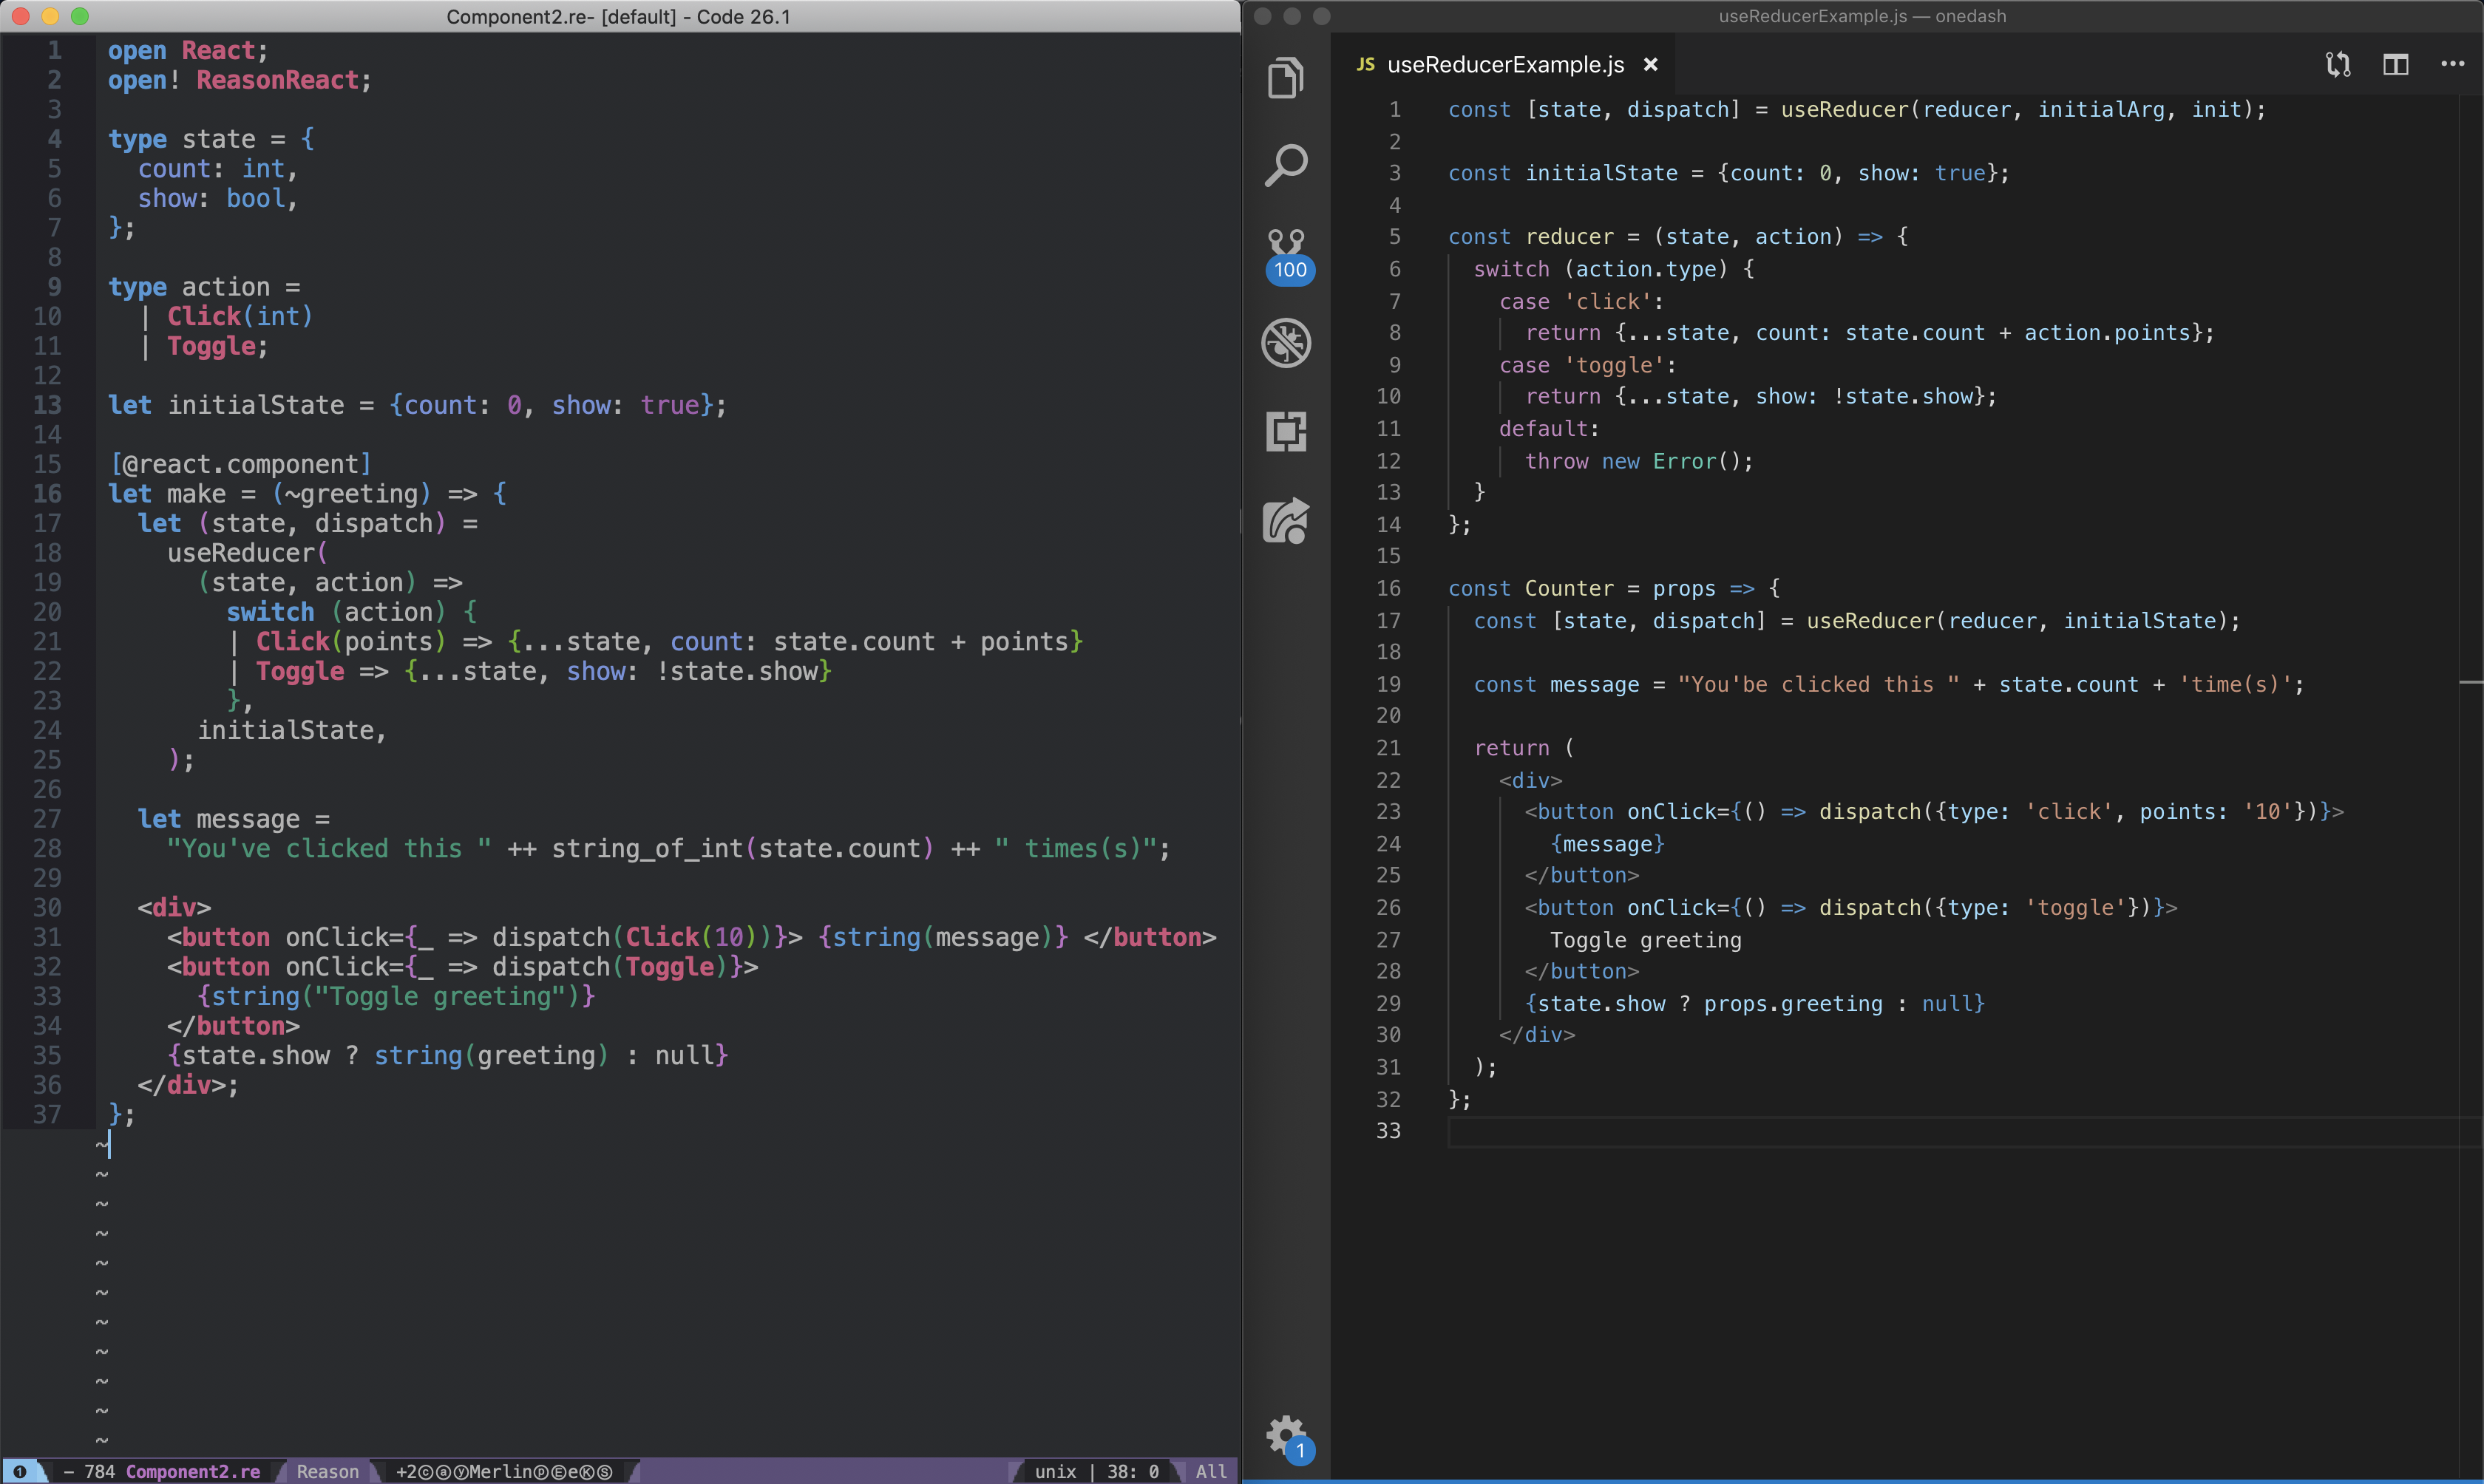 Component2.re- [default] - Code 26.1
1 open React;
2 open! ReasonReact;
3
4 type state = {
5   count: int,
6   show: bool,
7 };
8
9 type action =
10   | Click(int)
11   | Toggle;
12
13 let initialState = {count: 0, show: true};
14
15 [@react.component]
16 let make = (~greeting) => {
17   let (state, dispatch) =
18     useReducer(
19       (state, action) =>
20         switch (action) {
21         | Click(points) => {...state, count: state.count + points}
22         | Toggle => {...state, show: !state.show}
23         },
24       initialState,
25     );
26
27   let message =
28     "You've clicked this " ++ string_of_int(state.count) ++ " times(s)";
29
30   <div>
31     <button onClick={_ => dispatch(Click(10))}> {string(message)} </button>
32     <button onClick={_ => dispatch(Toggle)}>
33       {string("Toggle greeting")}
34     </button>
35     {state.show ? string(greeting) : null}
36   </div>;
37 };
~
~
~
~
~
~
~
~
~
~
~
❶ - 784 Component2.re Reason +2ⓒⓐⓨMerlinⓟⒺeⓀⓈ unix | 38: 0 All
useReducerExample.js — onedash
JS useReducerExample.js ×
100
1
1 const [state, dispatch] = useReducer(reducer, initialArg, init);
2
3 const initialState = {count: 0, show: true};
4
5 const reducer = (state, action) => {
6   switch (action.type) {
7     case 'click':
8       return {...state, count: state.count + action.points};
9     case 'toggle':
10       return {...state, show: !state.show};
11     default:
12       throw new Error();
13   }
14 };
15
16 const Counter = props => {
17   const [state, dispatch] = useReducer(reducer, initialState);
18
19   const message = "You'be clicked this " + state.count + 'time(s)';
20
21   return (
22     <div>
23       <button onClick={() => dispatch({type: 'click', points: '10'})}>
24         {message}
25       </button>
26       <button onClick={() => dispatch({type: 'toggle'})}>
27         Toggle greeting
28       </button>
29       {state.show ? props.greeting : null}
30     </div>
31   );
32 };
33